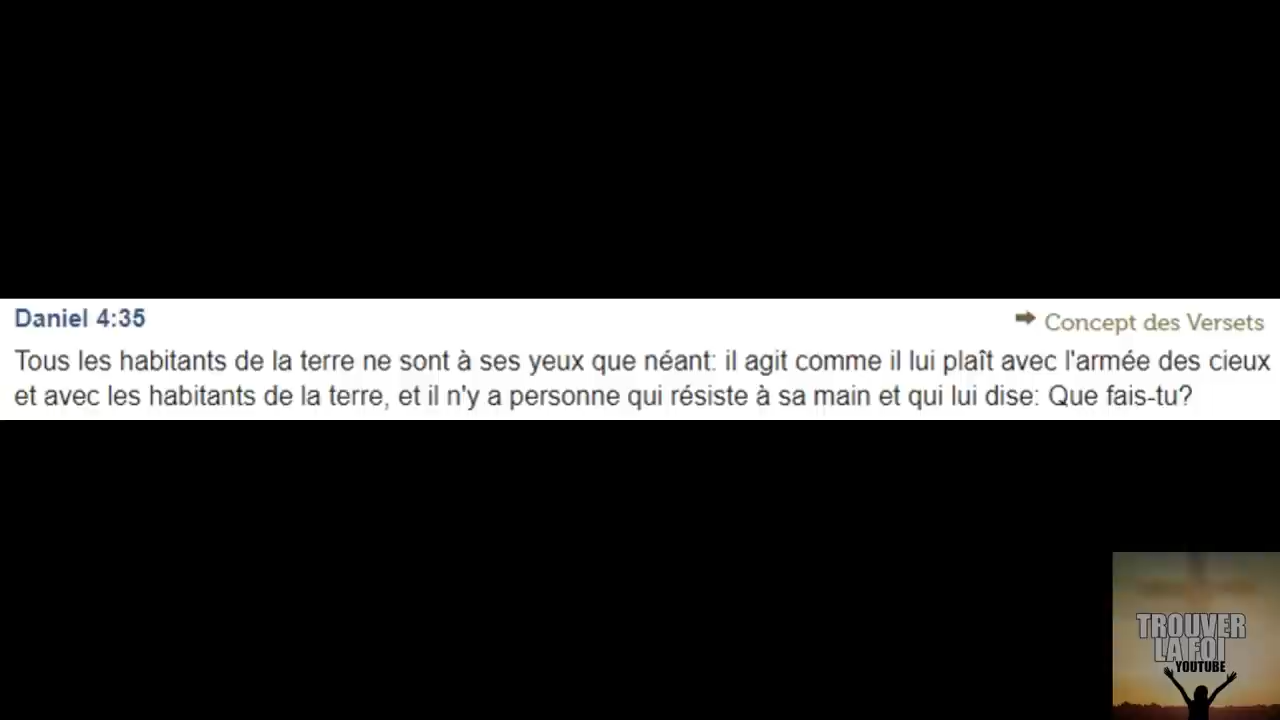 Daniel 4:35
Concept des Versets
Tous les habitants de la terre ne sont à ses yeux que néant: il agit comme il lui plaît avec l'armée des cieux
et avec les habitants de la terre, et il n'y a personne qui résiste à sa main et qui lui dise: Que fais-tu?
TROUVER
LA FOI
YOUTUBE